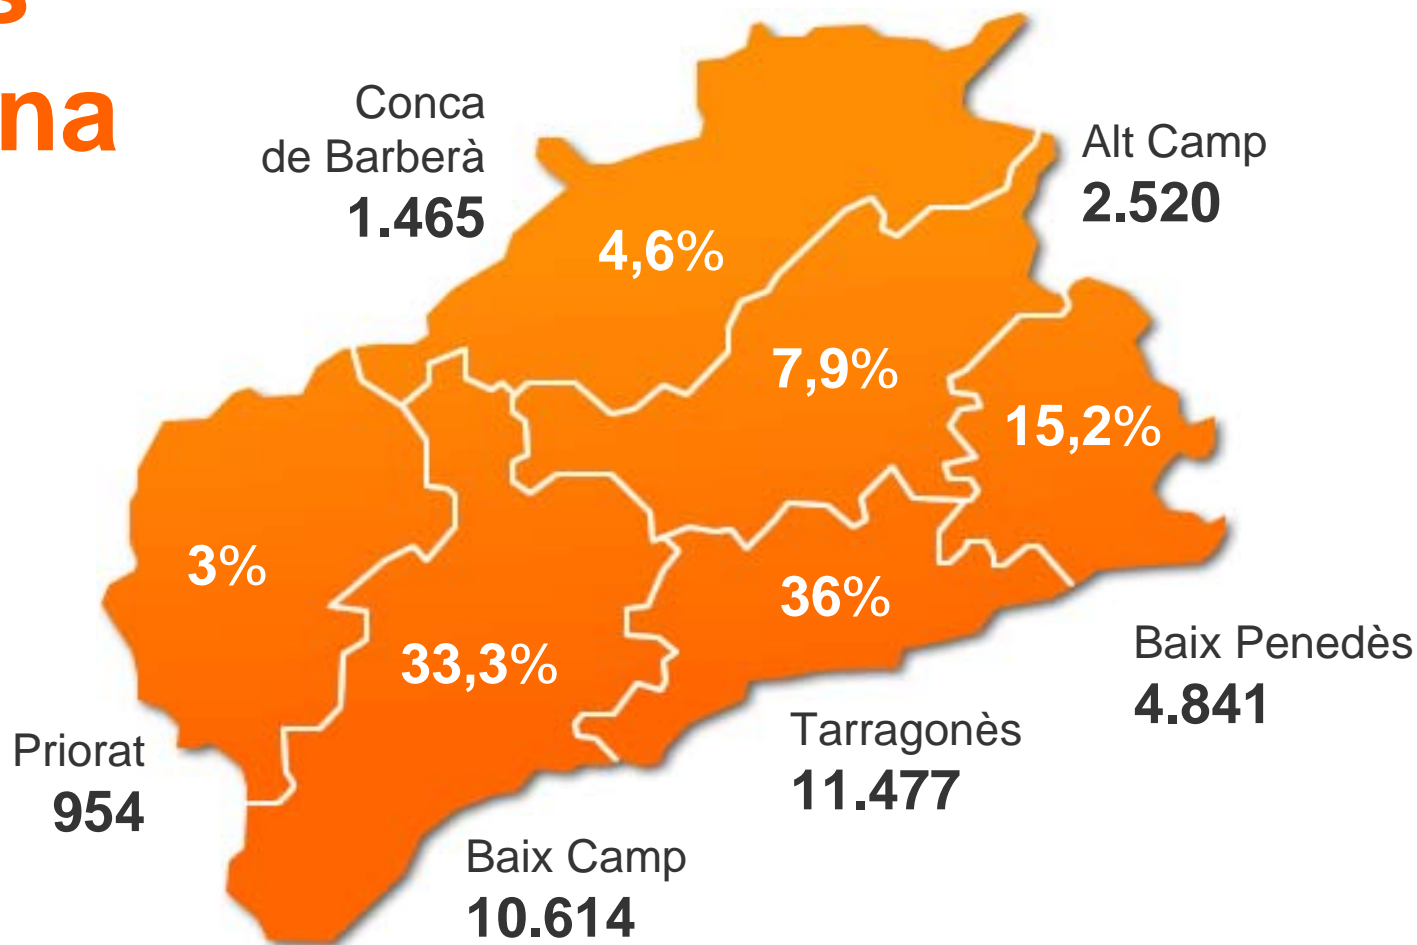 na
Conca
de Barberà
1.465
Alt Camp
2.520
4,6%
7,9%
15,2%
3%
36%
33,3%
Baix Penedès
4.841
Tarragonès
11.477
Priorat
954
Baix Camp
10.614